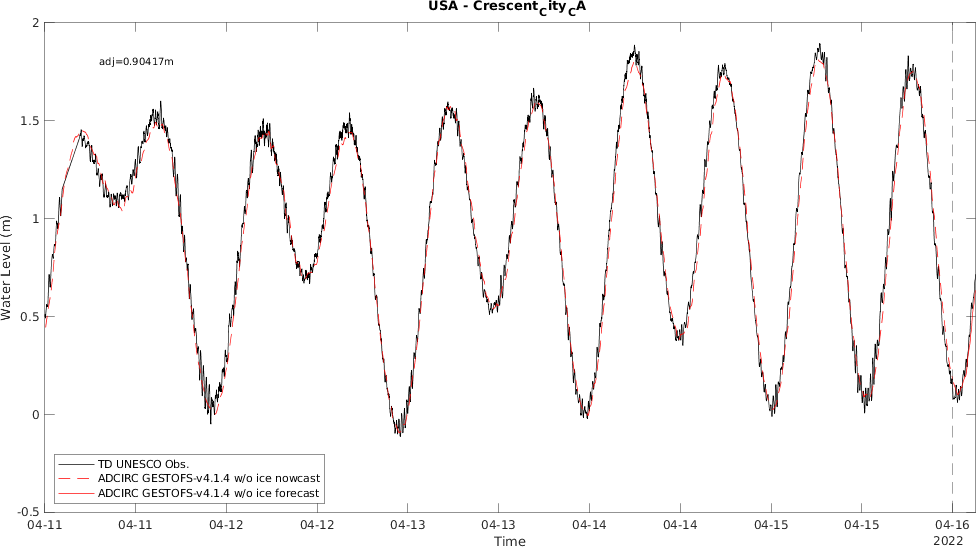 USA - Crescent_City_CA
adj=0.90417m
2
1.5
1
0.5
0
-0.5
Water Level (m)
TD UNESCO Obs.
ADCIRC GESTOFS-v4.1.4 w/o ice nowcast
ADCIRC GESTOFS-v4.1.4 w/o ice forecast
04-11 04-11 04-12 04-12 04-13 04-13 04-14 04-14 04-15 04-15 04-16
Time
2022